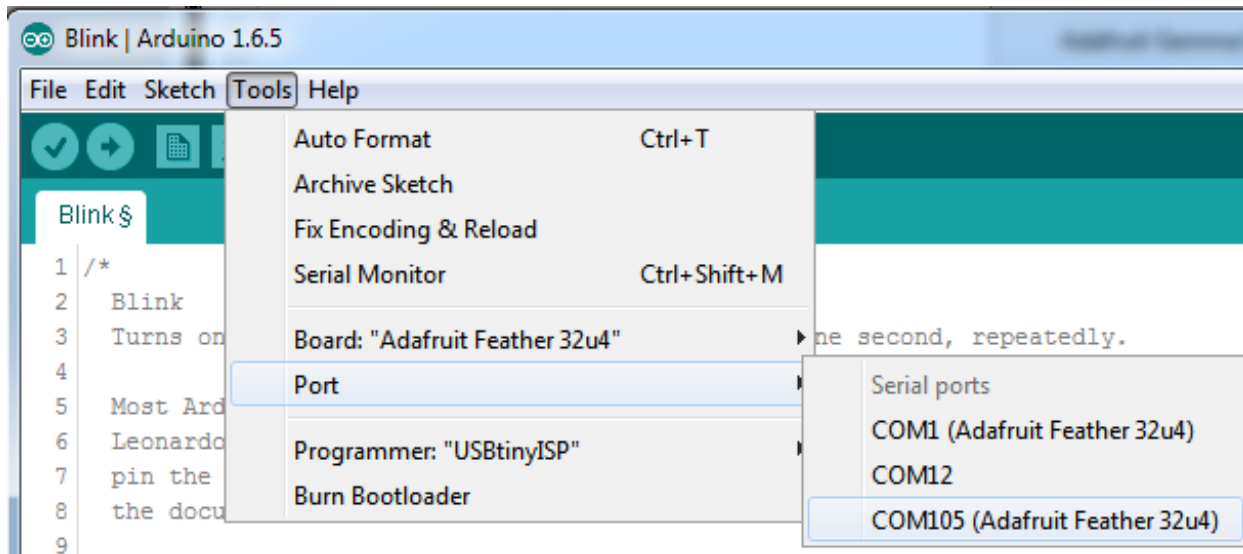 Blink | Arduino 1.6.5
File Edit Sketch Tools Help
Auto Format Ctrl+T
Archive Sketch
Fix Encoding & Reload
Serial Monitor Ctrl+Shift+M
Board: "Adafruit Feather 32u4"
Port
Programmer: "USBtinyISP"
Burn Bootloader
Serial ports
COM1 (Adafruit Feather 32u4)
COM12
COM105 (Adafruit Feather 32u4)
Blink§
1 /*
2 Blink
3 Turns on ne second, repeatedly.
4
5 Most Ard
6 Leonardo
7 pin the
8 the docu
9